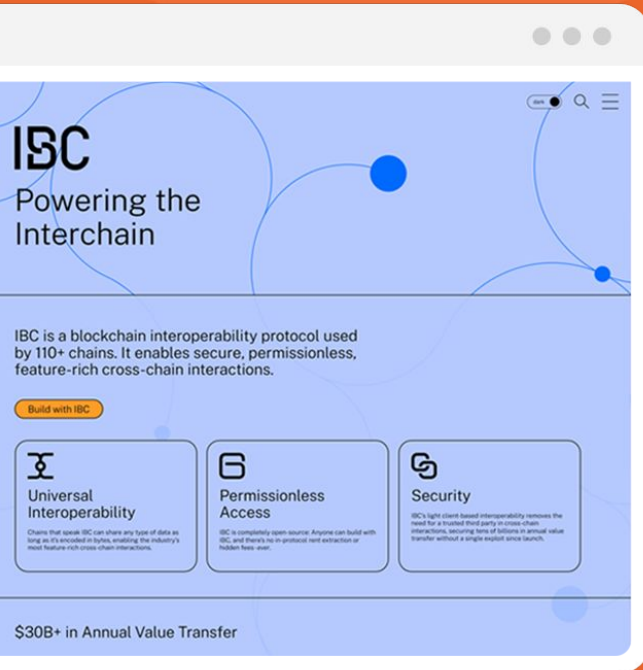 IBC
Powering the
Interchain
IBC is a blockchain interoperability protocol used
by 110+ chains. It enables secure, permissionless,
feature-rich cross-chain interactions.
Build with IBC
Universal
Interoperability
Chains that speak IBC can share any type of data as
long as it's encoded in bytes, enabling the industry's
most feature-rich cross-chain interactions.
Permissionless
Access
IBC is completely open-source: Anyone can build with
IBC, and there's no in-protocol rent extraction or
hidden fees-ever.
Security
IBC's light client-based interoperability removes the
need for a trusted third party in cross-chain
interactions, securing tens of billions in annual value
transfer without a single exploit since launch.
$30B+ in Annual Value Transfer